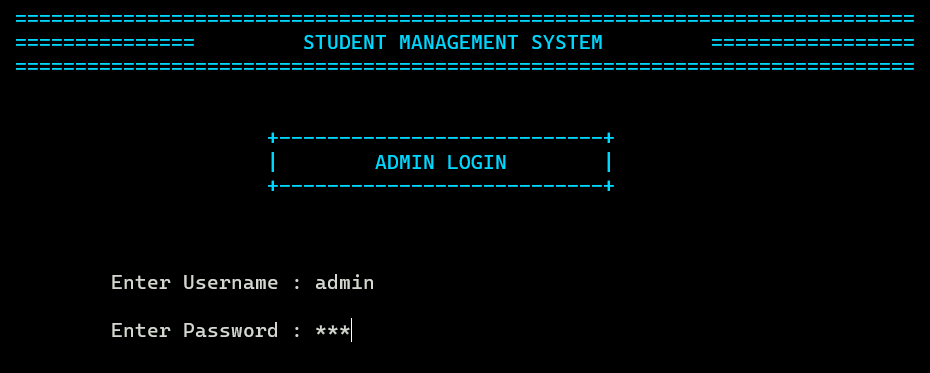 ===========================================================================
===============         STUDENT MANAGEMENT SYSTEM         =================
===========================================================================
+---------------------------+
|        ADMIN LOGIN        |
+---------------------------+
Enter Username : admin
Enter Password : ***